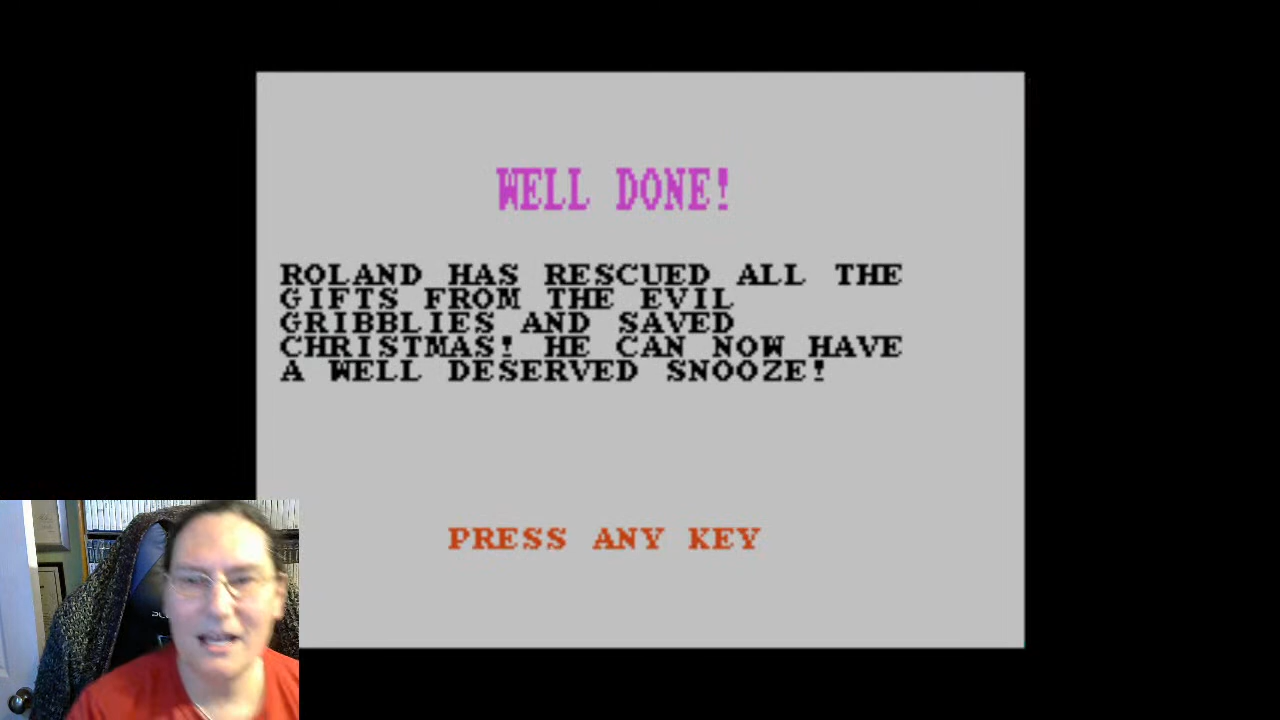 WELL DONE!
ROLAND HAS RESCUED ALL THE
GIFTS FROM THE EVIL
GRIBBLIES AND SAVED
CHRISTMAS! HE CAN NOW HAVE
A WELL DESERVED SNOOZE!
PRESS ANY KEY